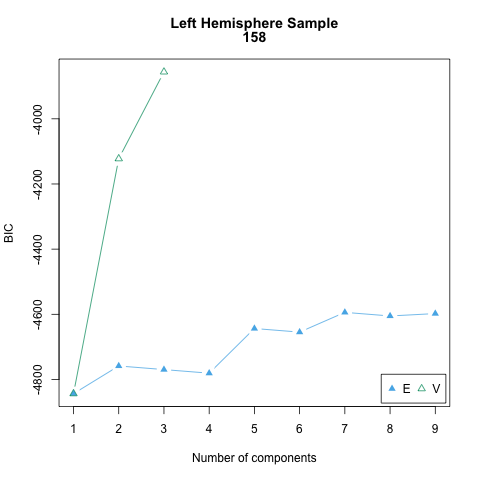 Left Hemisphere Sample
158
BIC
-4000
-4200
-4400
-4600
-4800
E V
1 2 3 4 5 6 7 8 9
Number of components